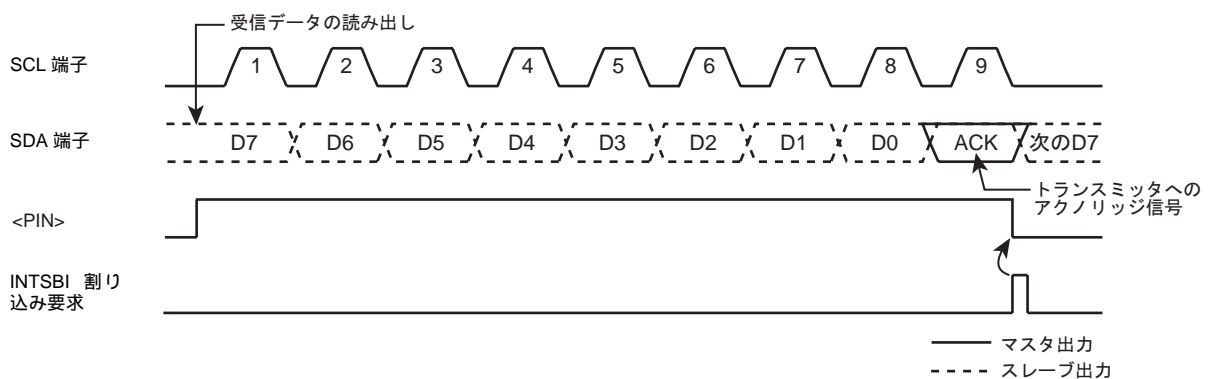 受信データの読み出し
SCL 端子
1 2 3 4 5 6 7 8 9
SDA 端子
D7 D6 D5 D4 D3 D2 D1 D0 ACK 次のD7
トランスミッタへの
アクノリッジ信号
<PIN>
INTSBI 割り
込み要求
マスタ出力
スレーブ出力